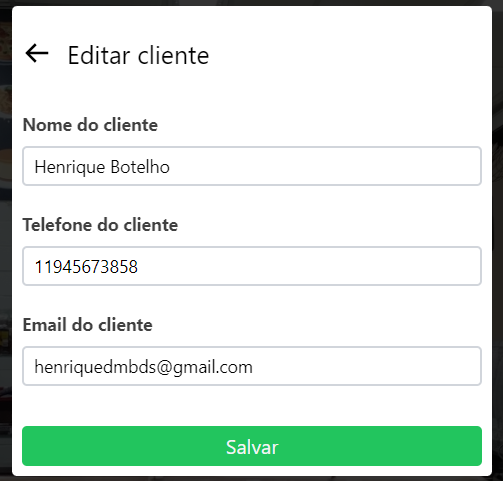 Editar cliente
Nome do cliente
Henrique Botelho
Telefone do cliente
11945673858
Email do cliente
henriquedmbds@gmail.com
Salvar